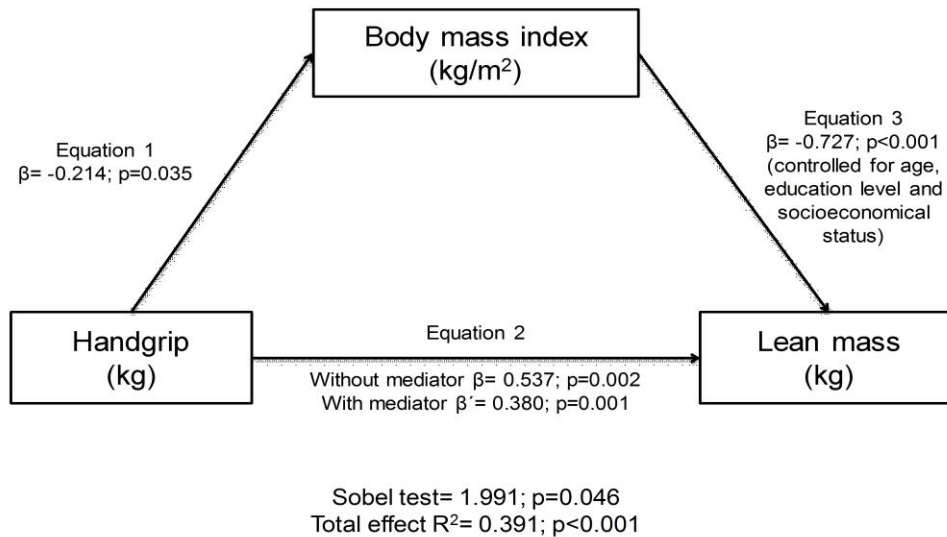 Body mass index
(kg/m²)
Equation 1
β= -0.214; p=0.035
Equation 3
β= -0.727; p<0.001
(controlled for age,
education level and
socioeconomical
status)
Handgrip
(kg)
Equation 2
Without mediator β= 0.537; p=0.002
With mediator β´= 0.380; p=0.001
Lean mass
(kg)
Sobel test= 1.991; p=0.046
Total effect R²= 0.391; p<0.001